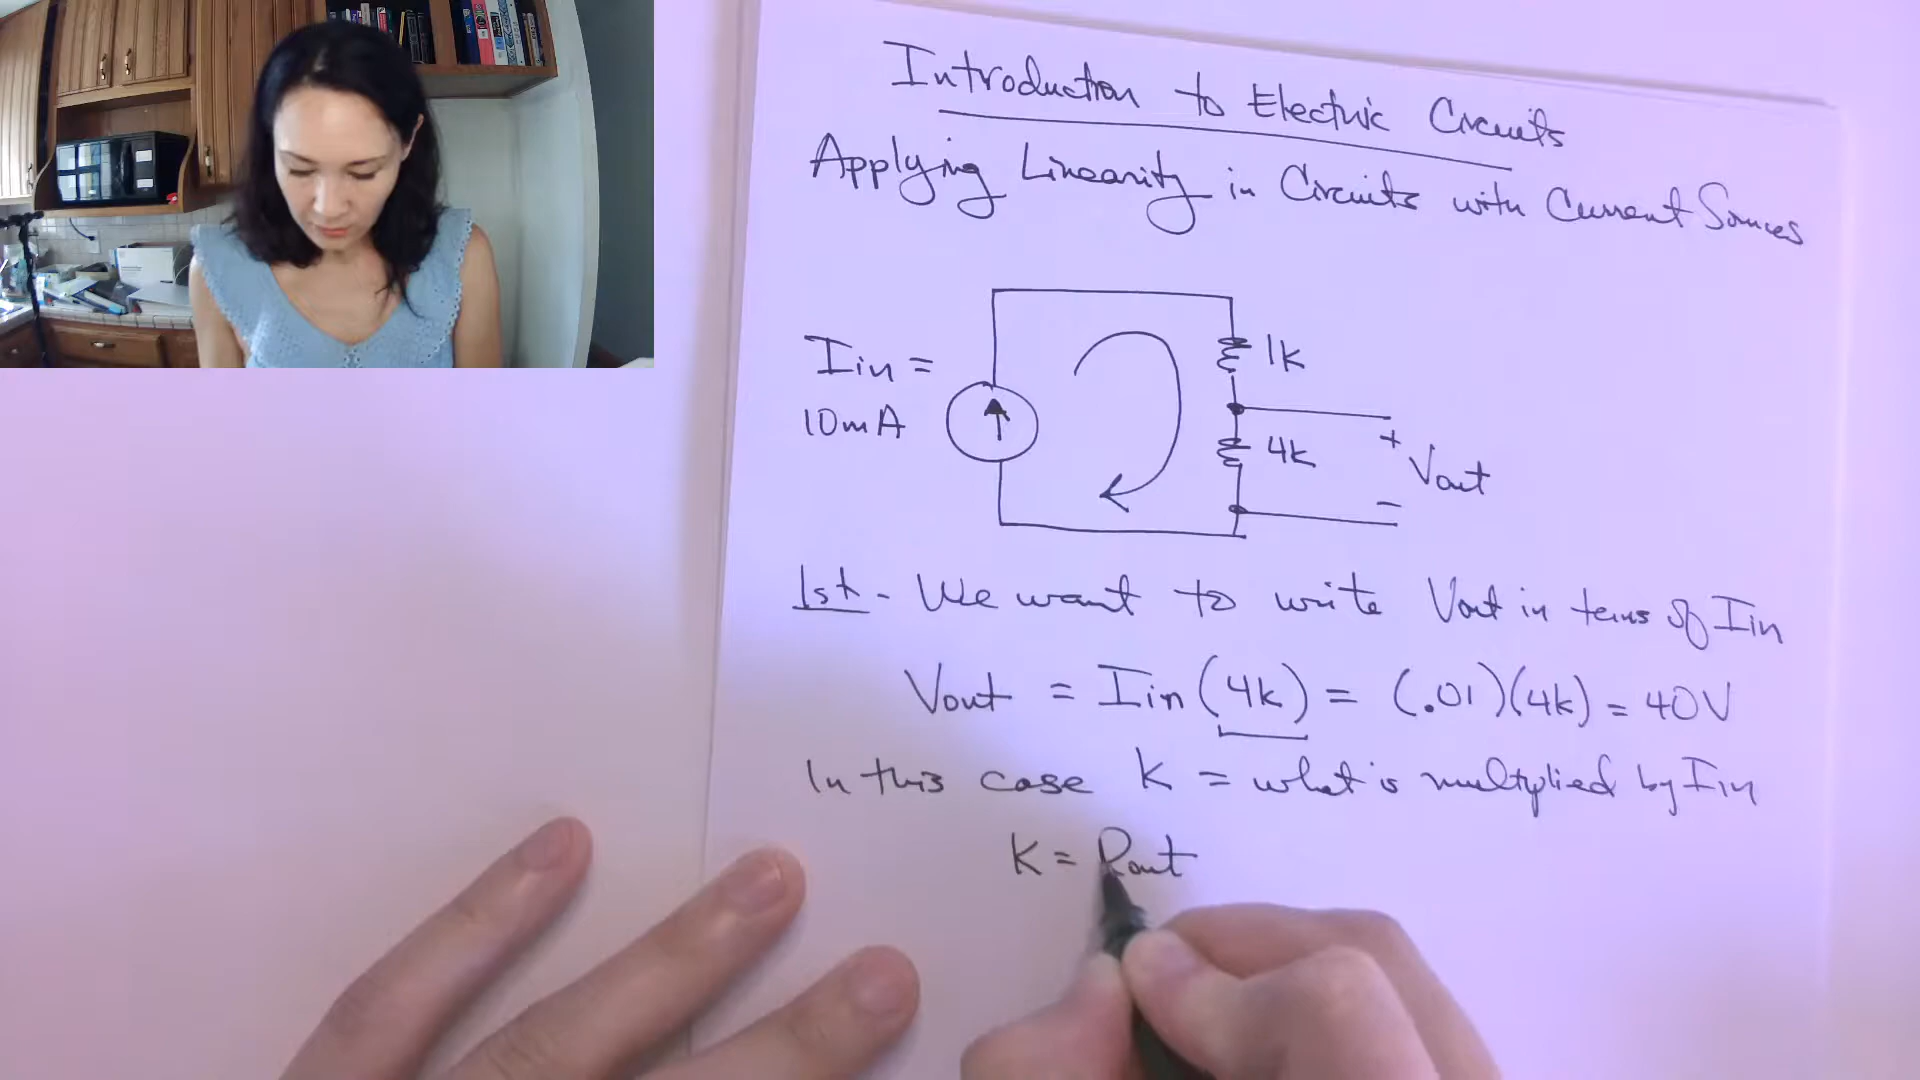 Introduction to Electric Circuits
Applying Linearity in Circuits with Current Sources
Iin =
10mA
1k
4k
+
Vout
-
1st - We want to write Vout in terms of Iin
Vout = Iin (4k) = (.01)(4k) = 40V
In this case K = what is multiplied by Iin
K = Rout